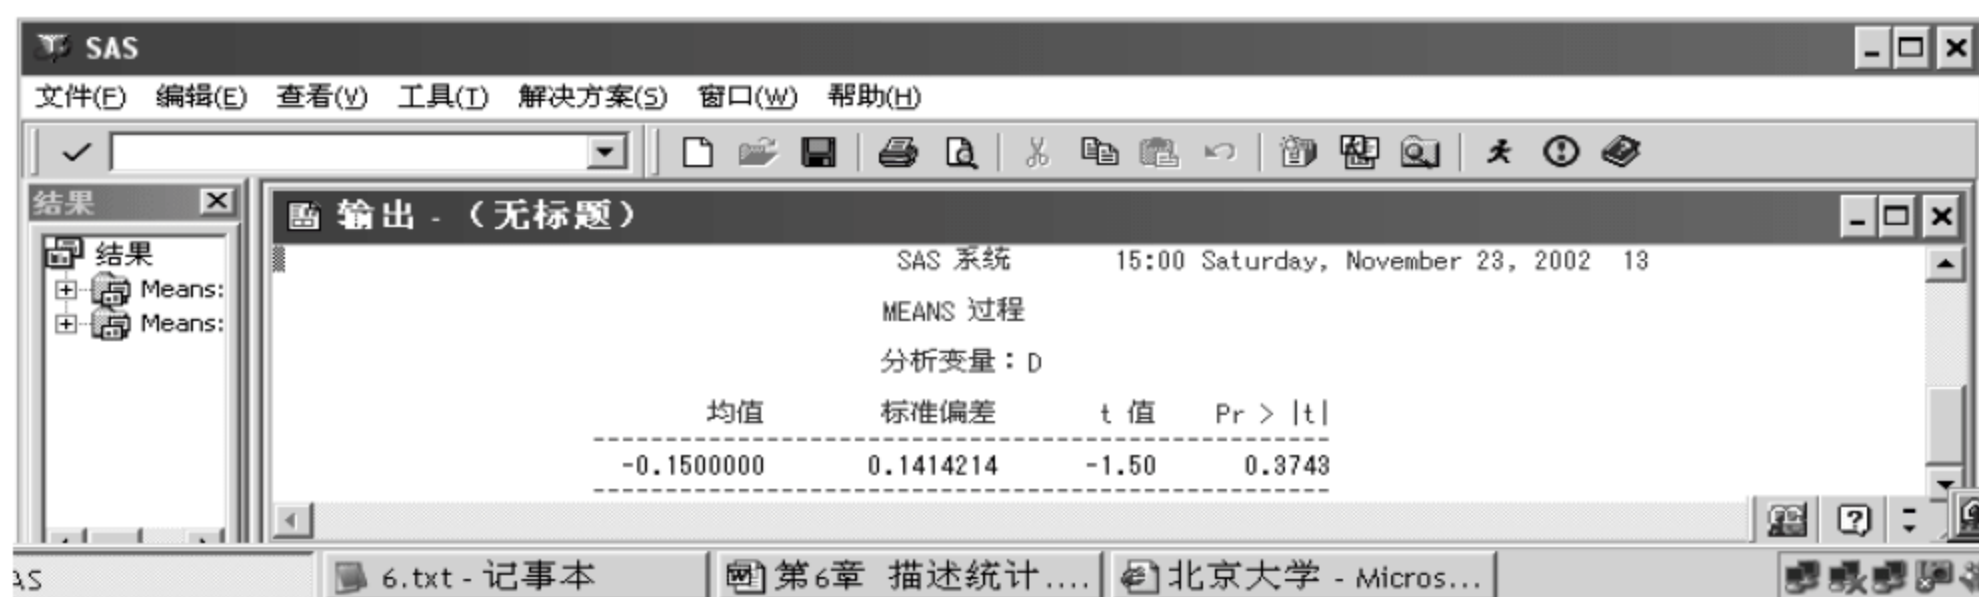 SAS
文件(F) 编辑(E) 查看(V) 工具(T) 解决方案(S) 窗口(W) 帮助(H)
结果
输出 - （无标题）
结果
Means:
Means:
SAS 系统 15:00 Saturday, November 23, 2002 13
MEANS 过程
分析变量：D
均值 标准偏差 t 值 Pr > |t|
-0.1500000 0.1414214 -1.50 0.3743
AS 6.txt - 记事本 第6章 描述统计.... 北京大学 - Micros...